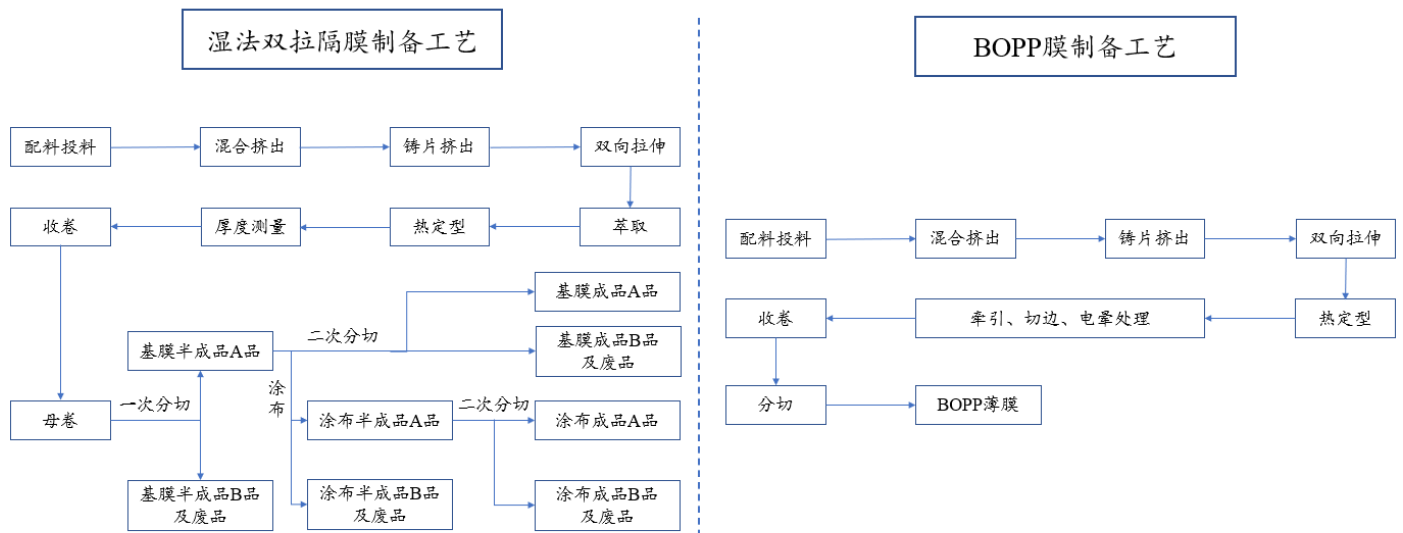 湿法双拉隔膜制备工艺
配料投料
混合挤出
铸片挤出
双向拉伸
收卷
厚度测量
热定型
萃取
基膜成品A品
二次分切
基膜半成品A品
基膜成品B品
及废品
涂
布
一次分切
母卷
涂布半成品A品
二次分切
涂布成品A品
基膜半成品B品
及废品
涂布半成品B品
及废品
涂布成品B品
及废品
BOPP膜制备工艺
配料投料
混合挤出
铸片挤出
双向拉伸
收卷
牵引、切边、电晕处理
热定型
分切
BOPP薄膜